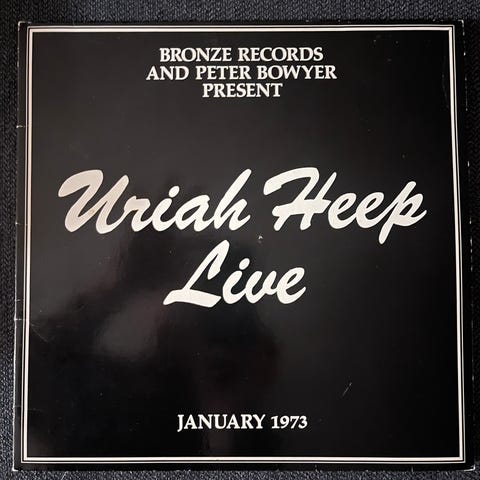 BRONZE RECORDS
AND PETER BOWYER
PRESENT
Uriah Heep
Live
JANUARY 1973